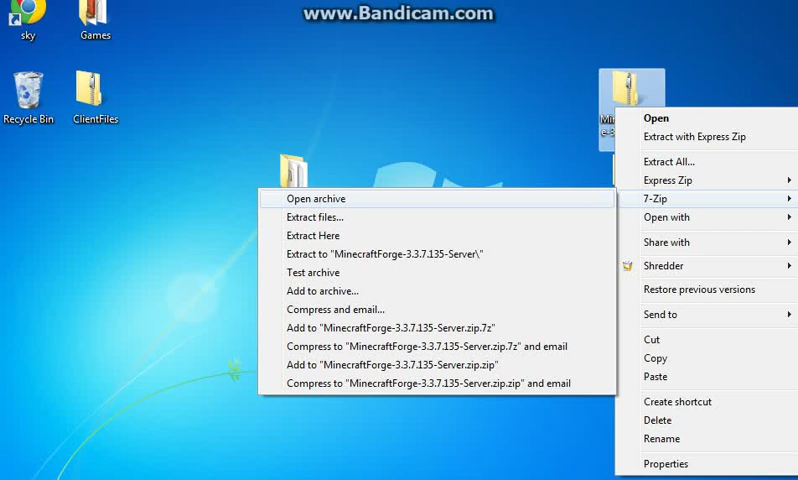 www.Bandicam.com
sky
Games
Recycle Bin
ClientFiles
Open
Extract with Express Zip
Extract All...
Express Zip
7-Zip
Open with
Share with
Shredder
Restore previous versions
Send to
Cut
Copy
Paste
Create shortcut
Delete
Rename
Properties
Open archive
Extract files...
Extract Here
Extract to "MinecraftForge-3.3.7.135-Server\"
Test archive
Add to archive...
Compress and email...
Add to "MinecraftForge-3.3.7.135-Server.zip.7z"
Compress to "MinecraftForge-3.3.7.135-Server.zip.7z" and email
Add to "MinecraftForge-3.3.7.135-Server.zip.zip"
Compress to "MinecraftForge-3.3.7.135-Server.zip.zip" and email